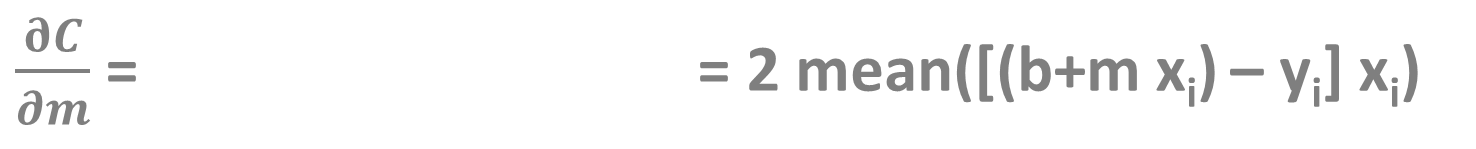 ∂C/∂m = = 2 mean([(b+m xᵢ) – yᵢ] xᵢ)